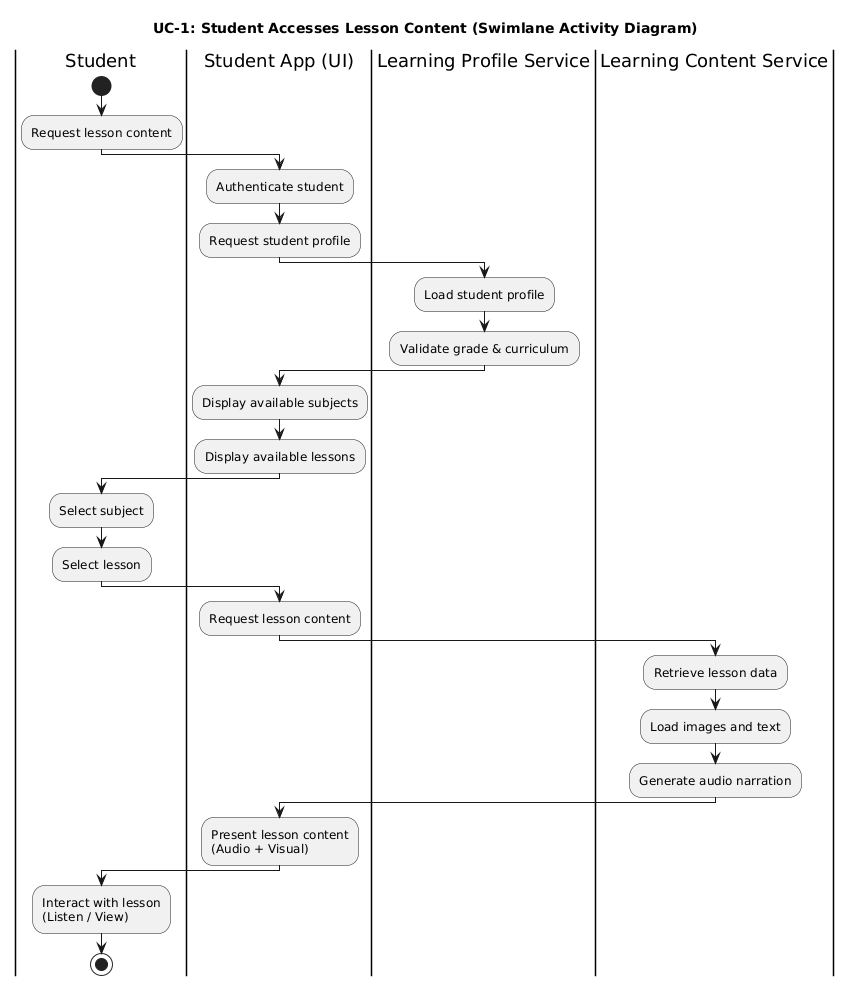 UC-1: Student Accesses Lesson Content (Swimlane Activity Diagram)
Student
Student App (UI)
Learning Profile Service
Learning Content Service
Request lesson content
Authenticate student
Request student profile
Load student profile
Validate grade & curriculum
Display available subjects
Display available lessons
Select subject
Select lesson
Request lesson content
Retrieve lesson data
Load images and text
Generate audio narration
Present lesson content
(Audio + Visual)
Interact with lesson
(Listen / View)